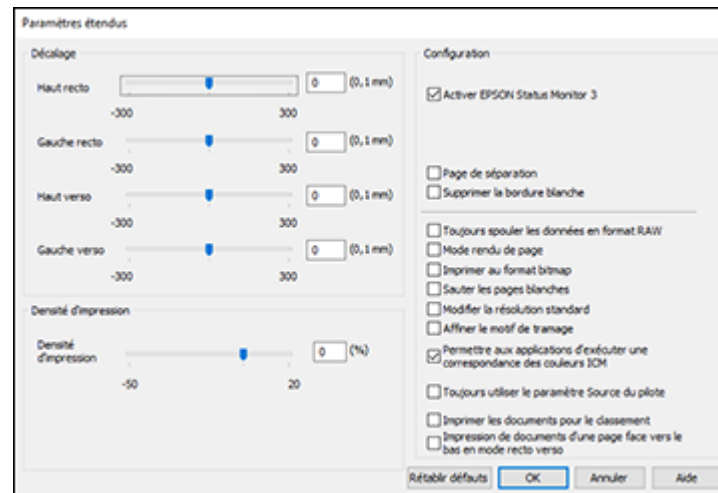 Paramètres étendus
Décalage
Haut recto
0 (0,1 mm)
-300 300
Gauche recto
0 (0,1 mm)
-300 300
Haut verso
0 (0,1 mm)
-300 300
Gauche verso
0 (0,1 mm)
-300 300
Densité d'impression
Densité
d'impression
0 (%)
-50 20
Configuration
Activer EPSON Status Monitor 3
Page de séparation
Supprimer la bordure blanche
Toujours spouler les données en format RAW
Mode rendu de page
Imprimer au format bitmap
Sauter les pages blanches
Modifier la résolution standard
Affiner le motif de tramage
Permettre aux applications d'exécuter une
correspondance des couleurs ICM
Toujours utiliser le paramètre Source du pilote
Imprimer les documents pour le classement
Impression de documents d'une page face vers le
bas en mode recto verso
Rétablir défauts OK Annuler Aide